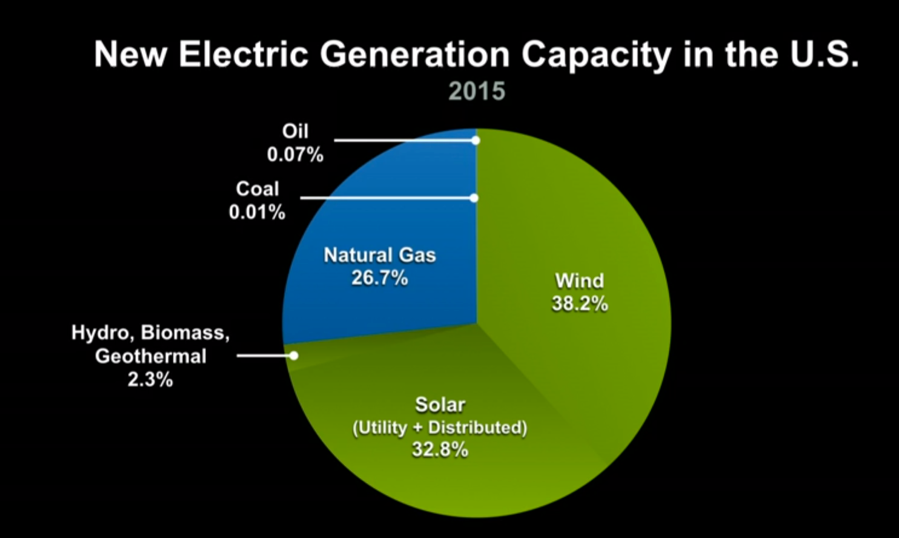 New Electric Generation Capacity in the U.S.
2015
Oil
0.07%
Coal
0.01%
Natural Gas
26.7%
Wind
38.2%
Hydro, Biomass,
Geothermal
2.3%
Solar
(Utility + Distributed)
32.8%